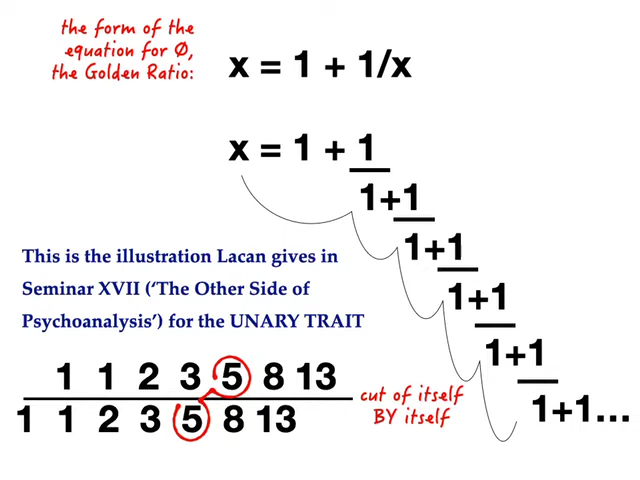 the form of the
equation for Ø,
the Golden Ratio:
x = 1 + 1/x
x = 1 + 1
1+1
1+1
1+1
1+1
1+1...
This is the illustration Lacan gives in
Seminar XVII (‘The Other Side of
Psychoanalysis’) for the UNARY TRAIT
1 1 2 3 5 8 13
1 1 2 3 5 8 13
cut of itself
BY itself